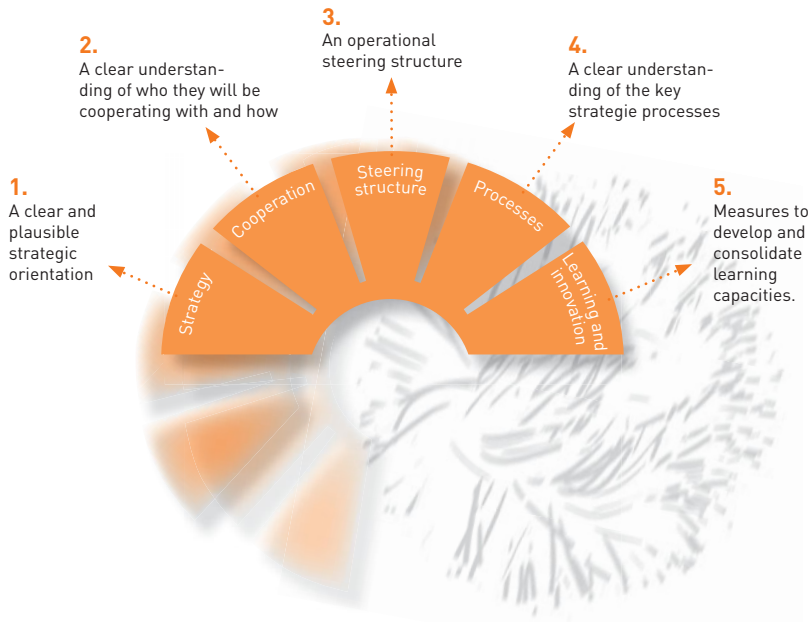 1.
A clear and
plausible
strategic
orientation
2.
A clear understan-
ding of who they will be
cooperating with and how
3.
An operational
steering structure
4.
A clear understan-
ding of the key
strategie processes
5.
Measures to
develop and
consolidate
learning
capacities.
Strategy
Cooperation
Steering
structure
Processes
Learning and
innovation